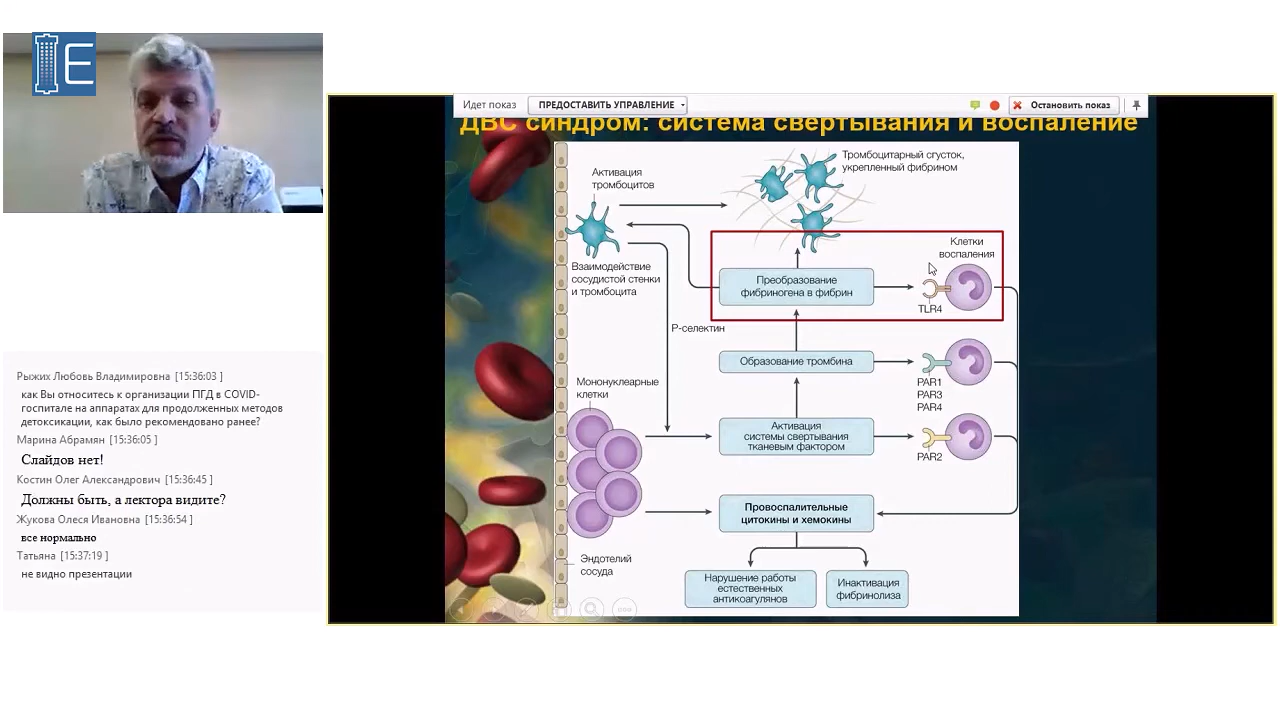 IE
Идет показ
ПРЕДОСТАВИТЬ УПРАВЛЕНИЕ
Остановить показ
ДВС синдром: система свертывания и воспаление
Активация
тромбоцитов
Тромбоцитарный сгусток,
укрепленный фибрином
Взаимодействие
сосудистой стенки
и тромбоцита
Преобразование
фибриногена в фибрин
Клетки
воспаления
TLR4
P-селектин
Образование тромбина
PAR1
PAR3
PAR4
Мононуклеарные
клетки
Активация
системы свертывания
тканевым фактором
PAR2
Провоспалительные
цитокины и хемокины
Эндотелий
сосуда
Нарушение работы
естественных
антикоагулянов
Инактивация
фибринолиза
Рыжих Любовь Владимировна [15:36:03 ]
как Вы относитесь к организации ПГД в COVID-
госпитале на аппаратах для продолженных методов
детоксикации, как было рекомендовано ранее?
Марина Абрамян [15:36:05 ]
Слайдов нет!
Костин Олег Александрович [15:36:45 ]
Должны быть, а лектора видите?
Жукова Олеся Ивановна [15:36:54 ]
все нормально
Татьяна [15:37:19 ]
не видно презентации